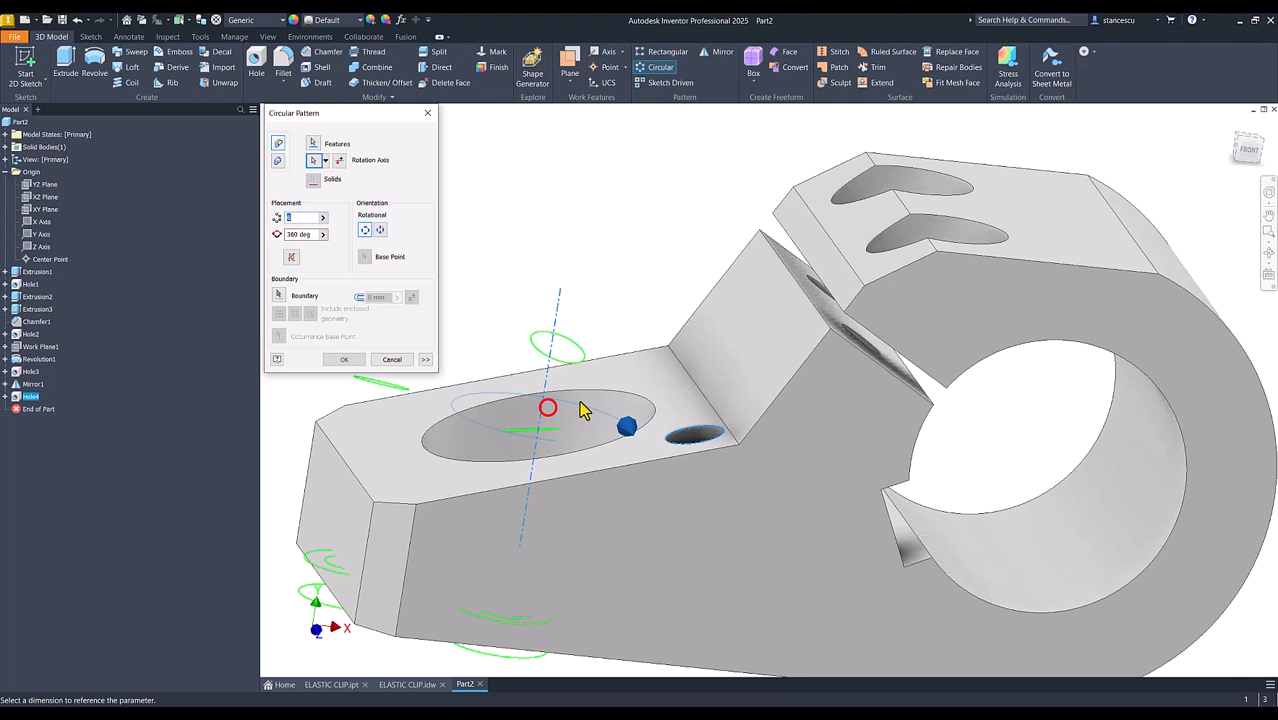 Generic
Default
Autodesk Inventor Professional 2025 Part2
Search Help & Commands...
stancescu
File
3D Model
Sketch
Annotate
Inspect
Tools
Manage
View
Environments
Collaborate
Fusion
Start
2D Sketch
Extrude
Revolve
Sweep
Emboss
Decal
Loft
Derive
Import
Coil
Rib
Unwrap
Hole
Fillet
Chamfer
Thread
Split
Mark
Shell
Combine
Direct
Finish
Draft
Thicken/ Offset
Delete Face
Shape
Generator
Plane
Axis
Point
UCS
Rectangular
Mirror
Circular
Sketch Driven
Box
Face
Convert
Stitch
Ruled Surface
Replace Face
Patch
Trim
Repair Bodies
Sculpt
Extend
Fit Mesh Face
Stress
Analysis
Convert to
Sheet Metal
Sketch
Create
Modify
Explore
Work Features
Pattern
Create Freeform
Surface
Simulation
Convert
Model
Part2
Model States: [Primary]
Solid Bodies(1)
View: [Primary]
Origin
YZ Plane
XZ Plane
XY Plane
X Axis
Y Axis
Z Axis
Center Point
Extrusion1
Hole1
Extrusion2
Extrusion3
Chamfer1
Hole2
Work Plane1
Revolution1
Hole3
Mirror1
Hole4
End of Part
Circular Pattern
Features
Rotation Axis
Solids
Placement
Orientation
Rotational
360 deg
Base Point
Boundary
Boundary
0 mm
Include enclosed
geometry
Occurrence Base Point
OK
Cancel
>>
FRONT
Y
X
Z
Home
ELASTIC CLIP.ipt
ELASTIC CLIP.idw
Part2
Select a dimension to reference the parameter.
1
3